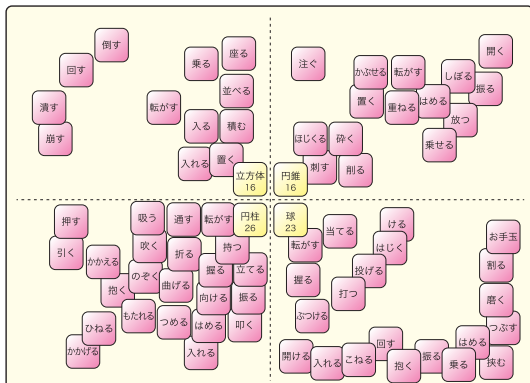 倒す
回す
潰す
崩す
乗る
座る
並べる
転がす
入る
積む
入れる
置く
立方体
16
注ぐ
かぶせる
転がす
しぼる
開く
振る
置く
重ねる
はめる
放つ
乗せる
ほじくる
砕く
刺す
削る
円錐
16
押す
引く
吸う
通す
転がす
円柱
26
吹く
折る
持つ
かかえる
のぞく
曲げる
握る
立てる
抱く
向ける
振る
もたれる
つめる
はめる
叩く
ひねる
かかげる
入れる
球
23
転がす
当てる
ける
はじく
お手玉
握る
投げる
割る
打つ
磨く
ぶつける
つぶす
開ける
入れる
こねる
回す
抱く
振る
はめる
乗る
挟む